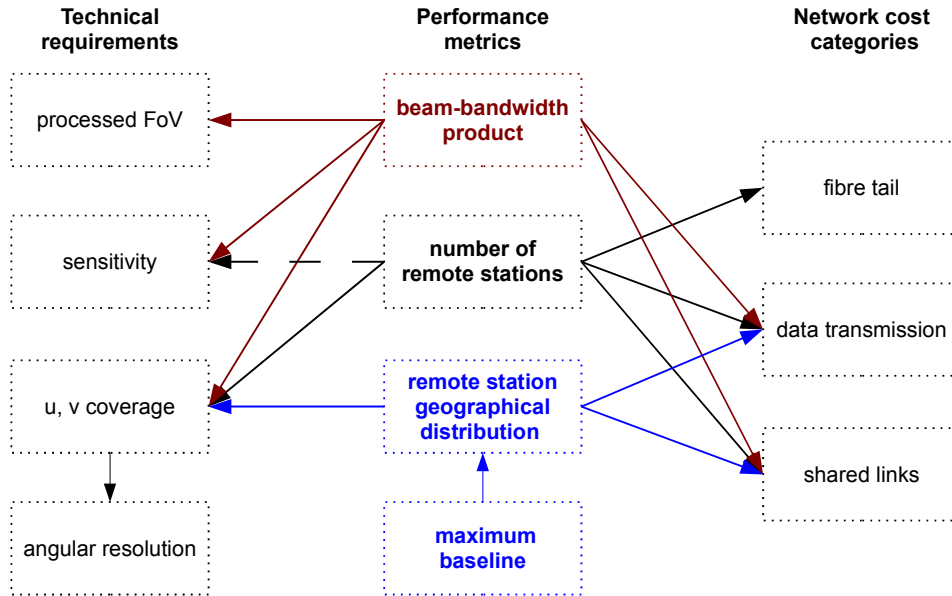 Technical
requirements
Performance
metrics
Network cost
categories
processed FoV
beam-bandwidth
product
fibre tail
sensitivity
number of
remote stations
data transmission
u, v coverage
remote station
geographical
distribution
shared links
angular resolution
maximum
baseline